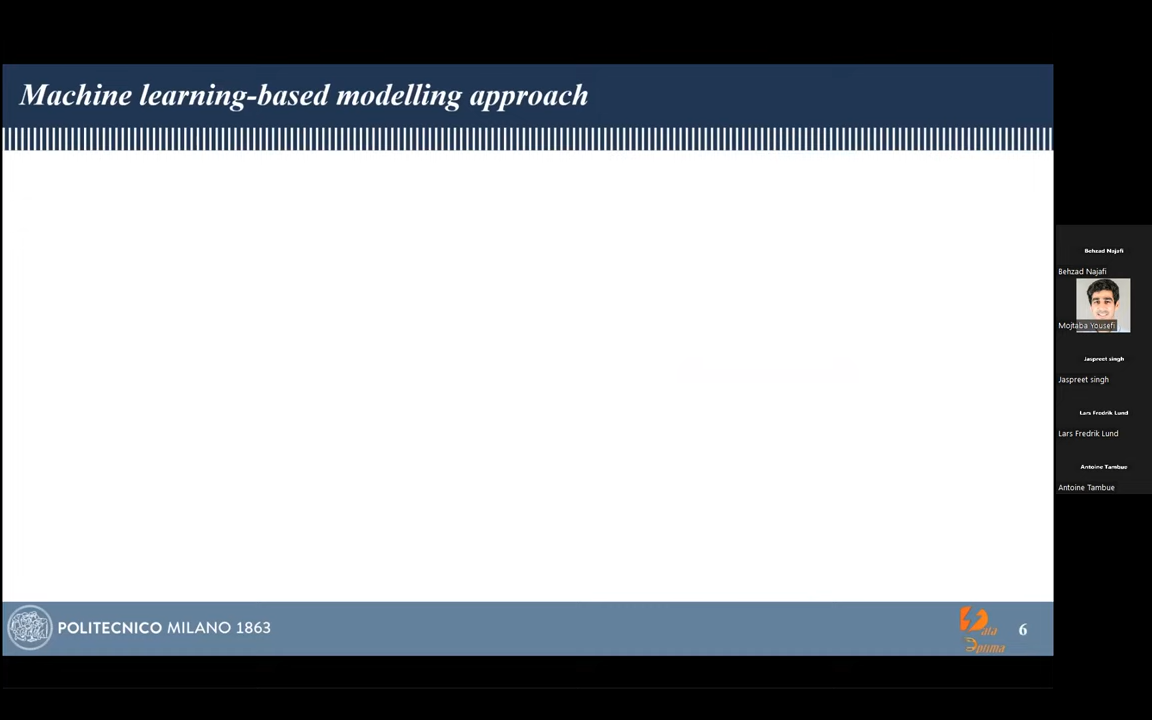 Machine learning-based modelling approach
Behzad Najafi
Behzad Najafi
Mojtaba Yousefi
Jaspreet singh
Jaspreet singh
Lars Fredrik Lund
Lars Fredrik Lund
Antoine Tambue
Antoine Tambue
POLITECNICO MILANO 1863
6